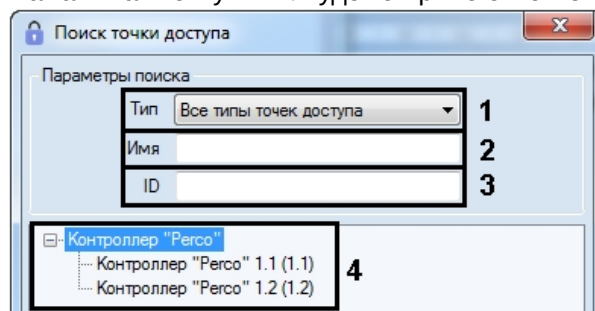 Поиск точки доступа
x
Параметры поиска
Тип Все типы точек доступа 1
Имя 2
ID 3
Контроллер "Perco"
Контроллер "Perco" 1.1 (1.1) 4
Контроллер "Perco" 1.2 (1.2)